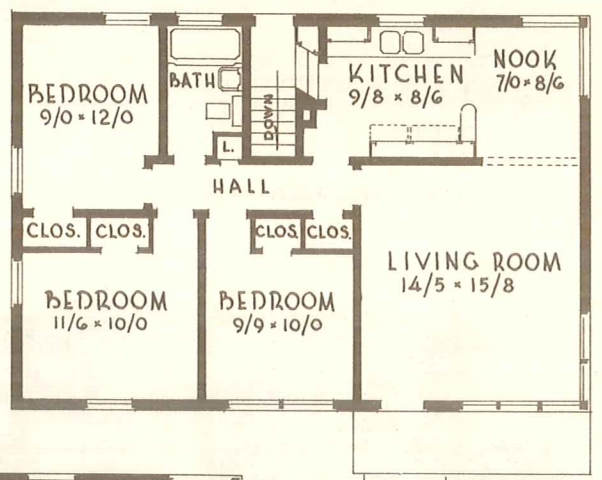 BEDROOM
9/0 × 12/0
BATH
L.
DOWN
KITCHEN
9/8 × 8/6
NOOK
7/0 × 8/6
HALL
CLOS.
CLOS.
CLOS.
CLOS.
BEDROOM
11/6 × 10/0
BEDROOM
9/9 × 10/0
LIVING ROOM
14/5 × 15/8